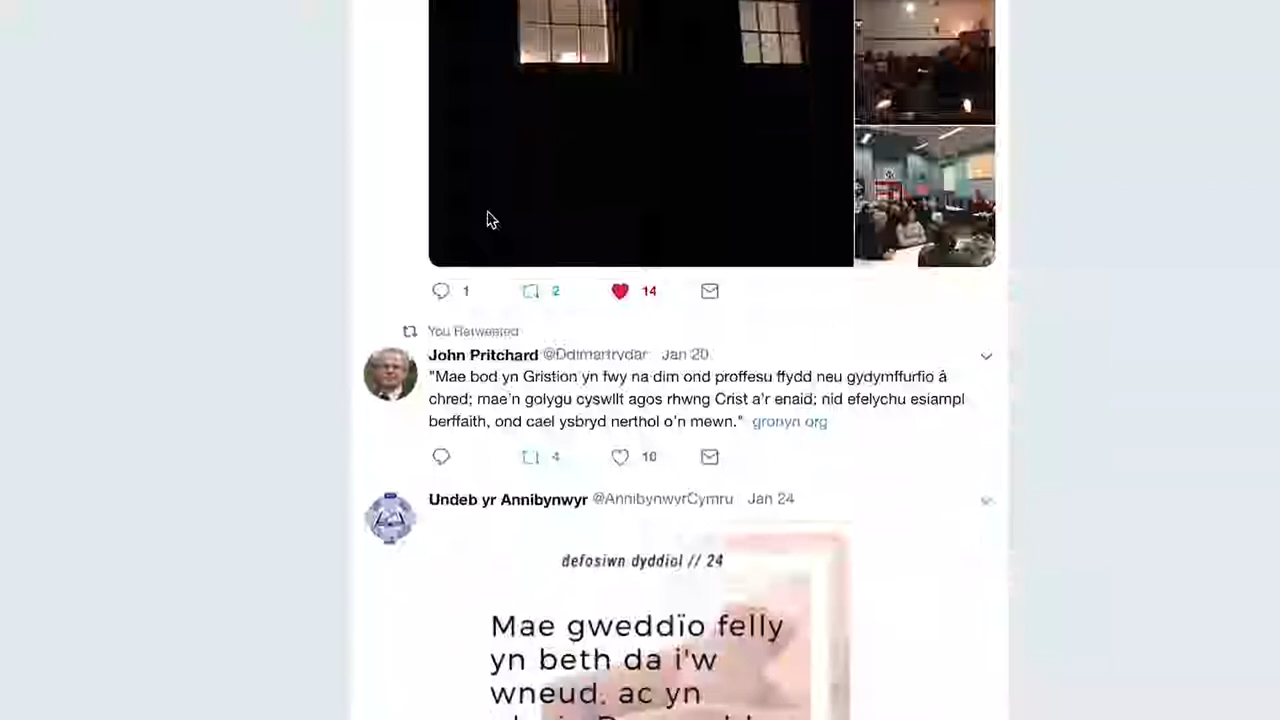 1 2 14
You Retweeted
John Pritchard @Ddimartrydar Jan 20
"Mae bod yn Gristion yn fwy na dim ond proffesu ffydd neu gydymffurfio â
chred; mae'n golygu cyswllt agos rhwng Crist a'r enaid; nid efelychu esiampl
berffaith, ond cael ysbryd nerthol o'n mewn." gronyn.org
4 10
Undeb yr Annibynwyr @AnnibynwyrCymru Jan 24
defosiwn dyddiol // 24
Mae gweddïo felly
yn beth da i'w
wneud, ac yn